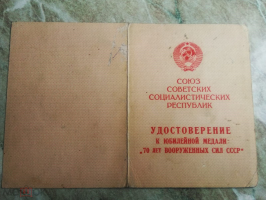 СОЮЗ
СОВЕТСКИХ
СОЦИАЛИСТИЧЕСКИХ
РЕСПУБЛИК
УДОСТОВЕРЕНИЕ
К ЮБИЛЕЙНОЙ МЕДАЛИ
„70 ЛЕТ ВООРУЖЕННЫХ СИЛ СССР“